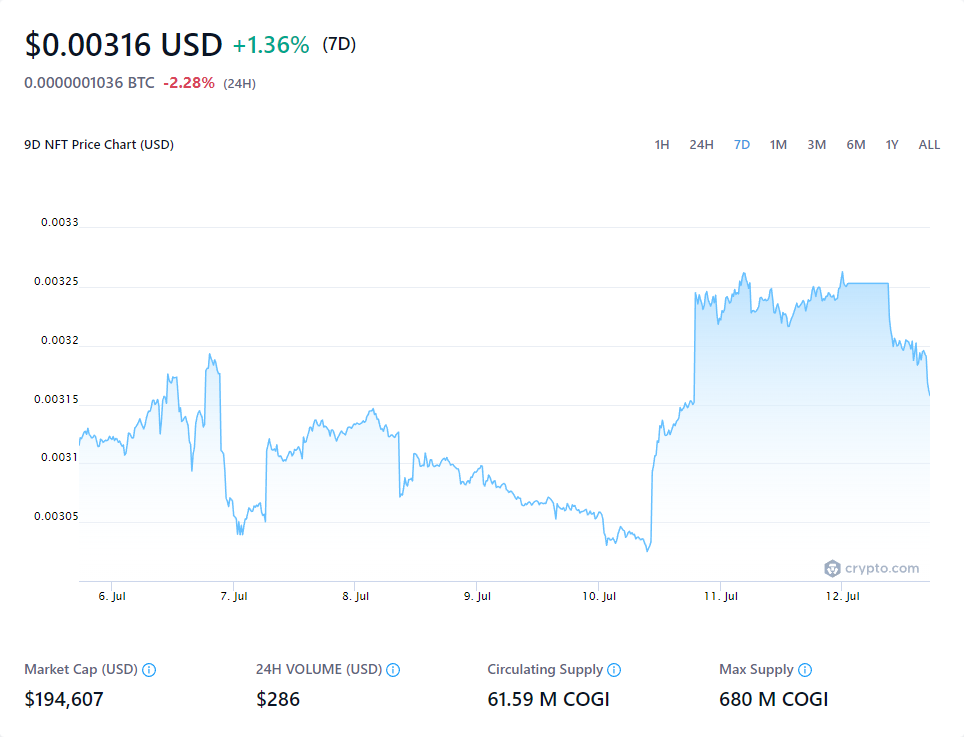 $0.00316 USD +1.36% (7D)
0.0000001036 BTC -2.28% (24H)
9D NFT Price Chart (USD) 1H 24H 7D 1M 3M 6M 1Y ALL
0.0033
0.00325
0.0032
0.00315
0.0031
0.00305
crypto.com
6. Jul 7. Jul 8. Jul 9. Jul 10. Jul 11. Jul 12. Jul
Market Cap (USD) 24H VOLUME (USD) Circulating Supply Max Supply
$194,607 $286 61.59 M COGI 680 M COGI